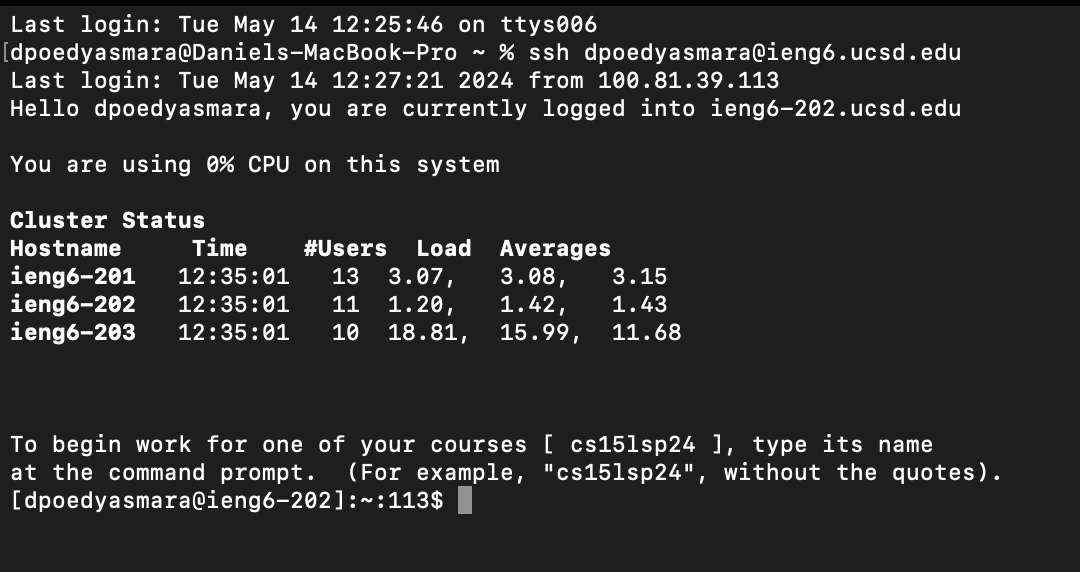 Last login: Tue May 14 12:25:46 on ttys006
[dpoedyasmara@Daniels-MacBook-Pro ~ % ssh dpoedyasmara@ieng6.ucsd.edu
Last login: Tue May 14 12:27:21 2024 from 100.81.39.113
Hello dpoedyasmara, you are currently logged into ieng6-202.ucsd.edu
You are using 0% CPU on this system
Cluster Status
Hostname     Time    #Users  Load  Averages
ieng6-201   12:35:01   13  3.07,   3.08,   3.15
ieng6-202   12:35:01   11  1.20,   1.42,   1.43
ieng6-203   12:35:01   10  18.81,  15.99,  11.68
To begin work for one of your courses [ cs15lsp24 ], type its name
at the command prompt.  (For example, "cs15lsp24", without the quotes).
[dpoedyasmara@ieng6-202]:~:113$